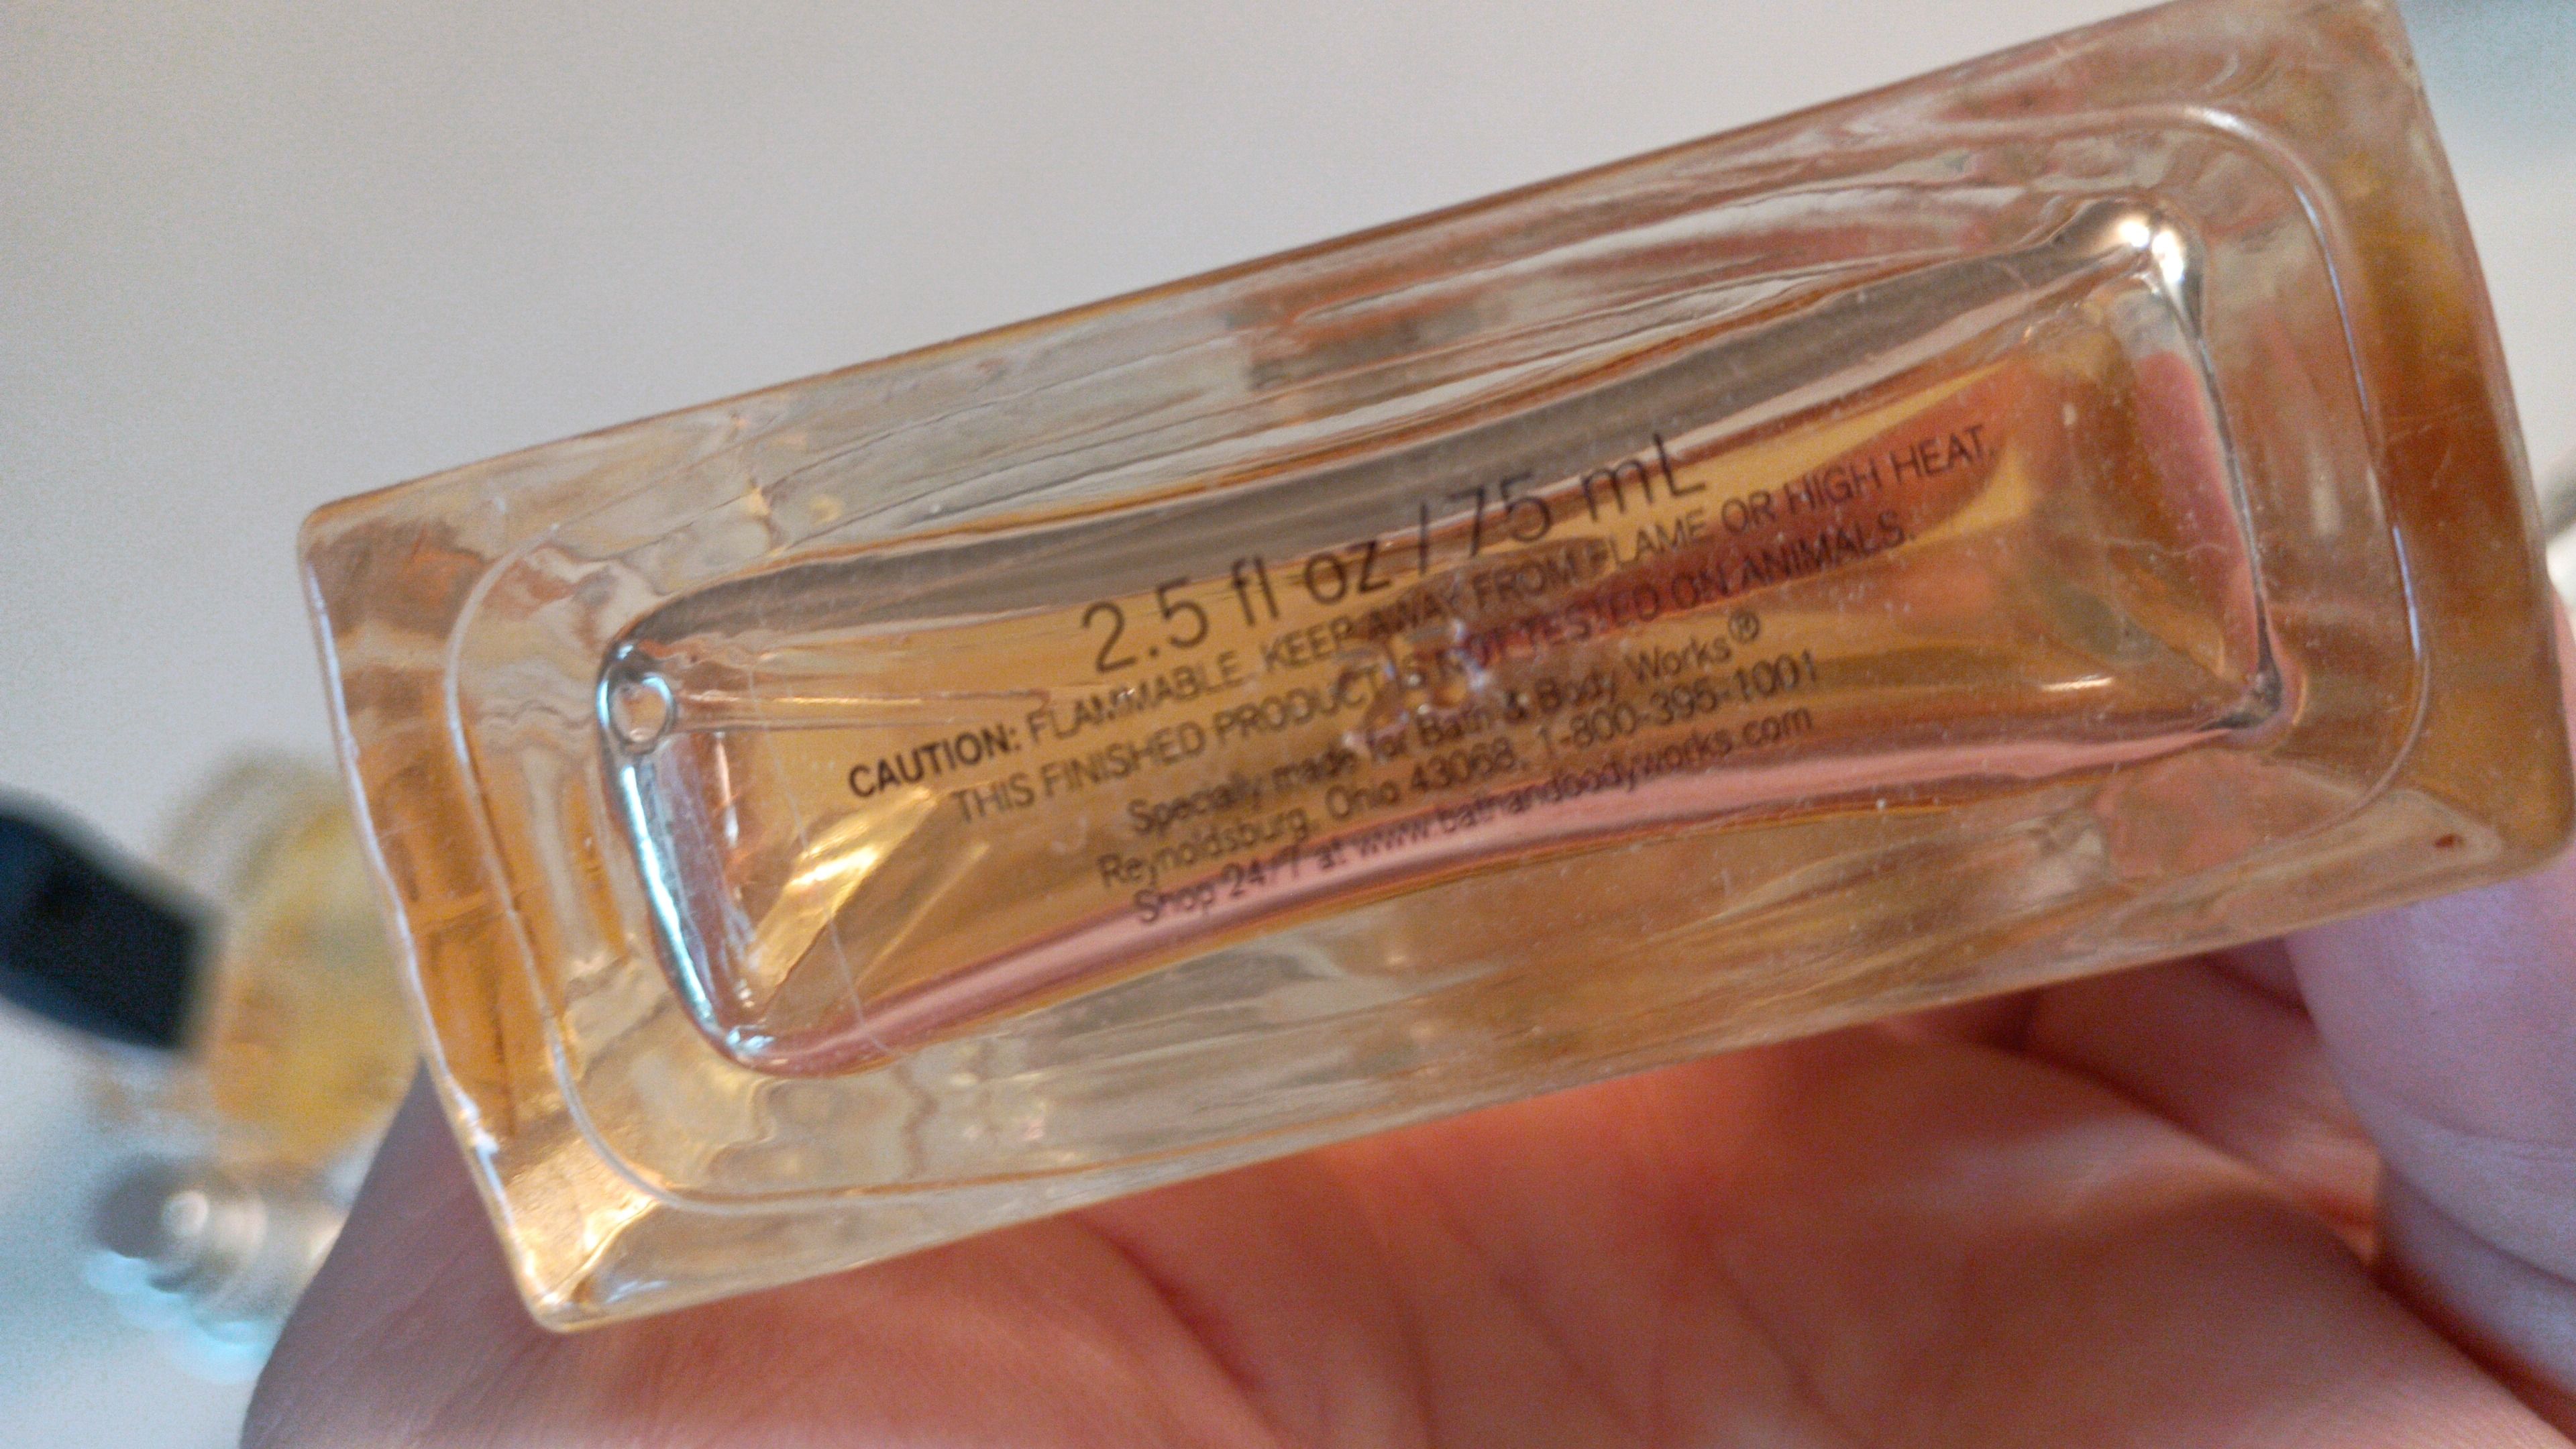 2.5 fl oz / 75 mL
CAUTION: FLAMMABLE. KEEP AWAY FROM FLAME OR HIGH HEAT.
THIS FINISHED PRODUCT IS NOT TESTED ON ANIMALS.
Specially made for Bath & Body Works®
Reynoldsburg, Ohio 43068, 1-800-395-1001
Shop 24/7 at www.bathandbodyworks.com